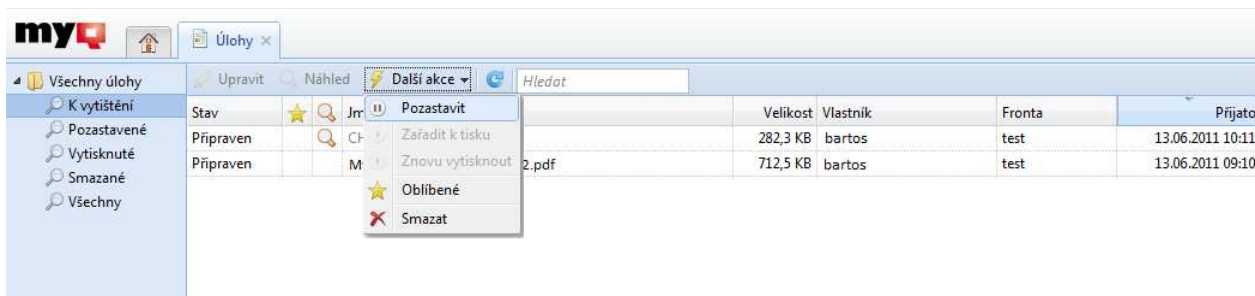 myQ
Úlohy
Všechny úlohy
K vytištění
Pozastavené
Vytisknuté
Smazané
Všechny
Upravit Náhled Další akce Hledat
Stav Velikost Vlastník Fronta Přijato
Připraven 282,3 KB bartos test 13.06.2011 10:11
Připraven 2.pdf 712,5 KB bartos test 13.06.2011 09:10
Pozastavit
Zařadit k tisku
Znovu vytisknout
Oblíbené
Smazat